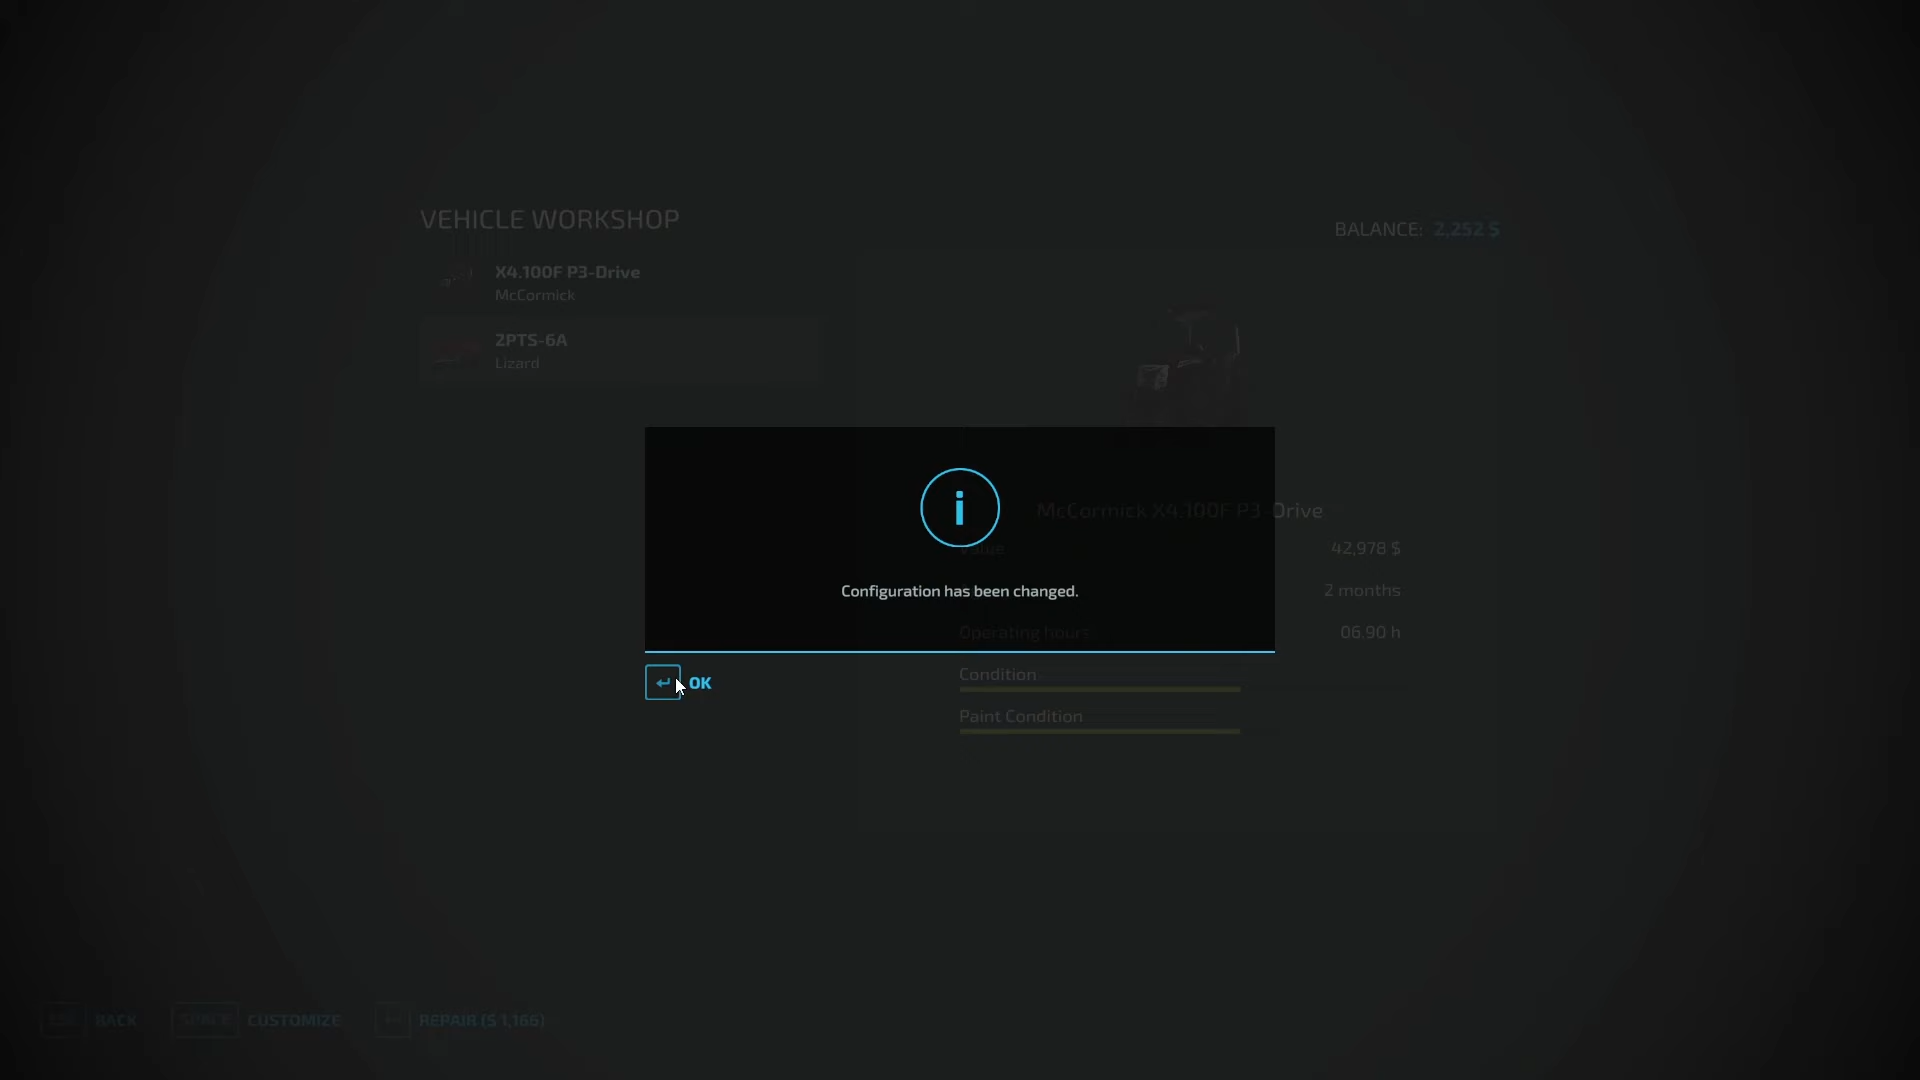 VEHICLE WORKSHOP
BALANCE: 2,252 $
X4.100F P3-Drive
McCormick
2PTS-6A
Lizard
McCormick X4.100F P3-Drive
Value 42,978 $
2 months
Operating hours 06.90 h
Condition
Paint Condition
Configuration has been changed.
OK
BACK
SPACE CUSTOMIZE
REPAIR ($ 1,166)